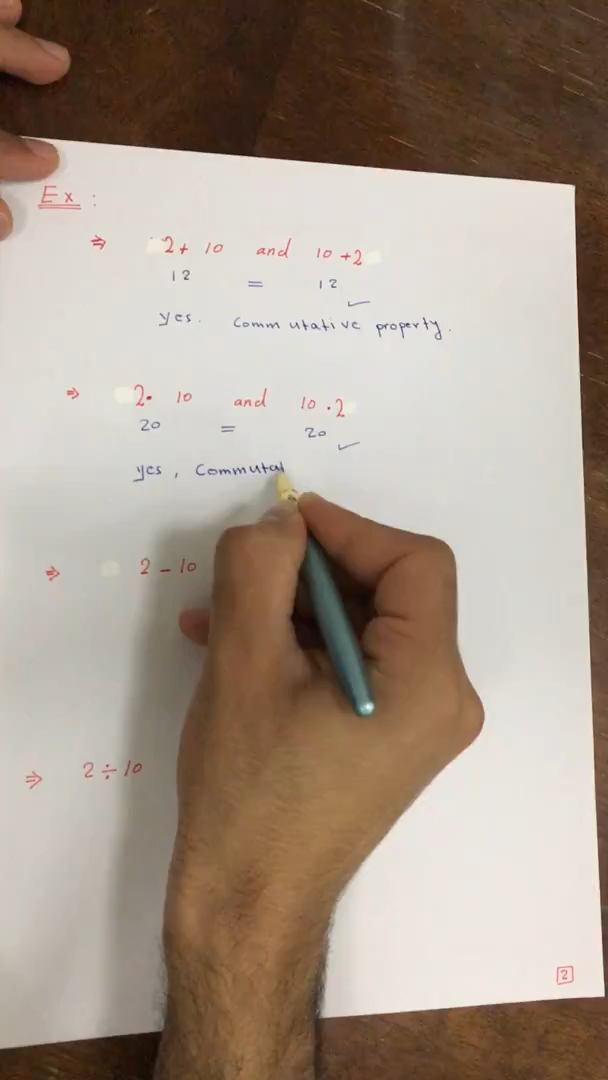 Ex :
⇒ 2 + 10 and 10 + 2
12 = 12 ✓
yes. Commutative property.
⇒ 2 • 10 and 10 • 2
20 = 20 ✓
yes, Commutat
⇒ 2 - 10
⇒ 2 ÷ 10
2